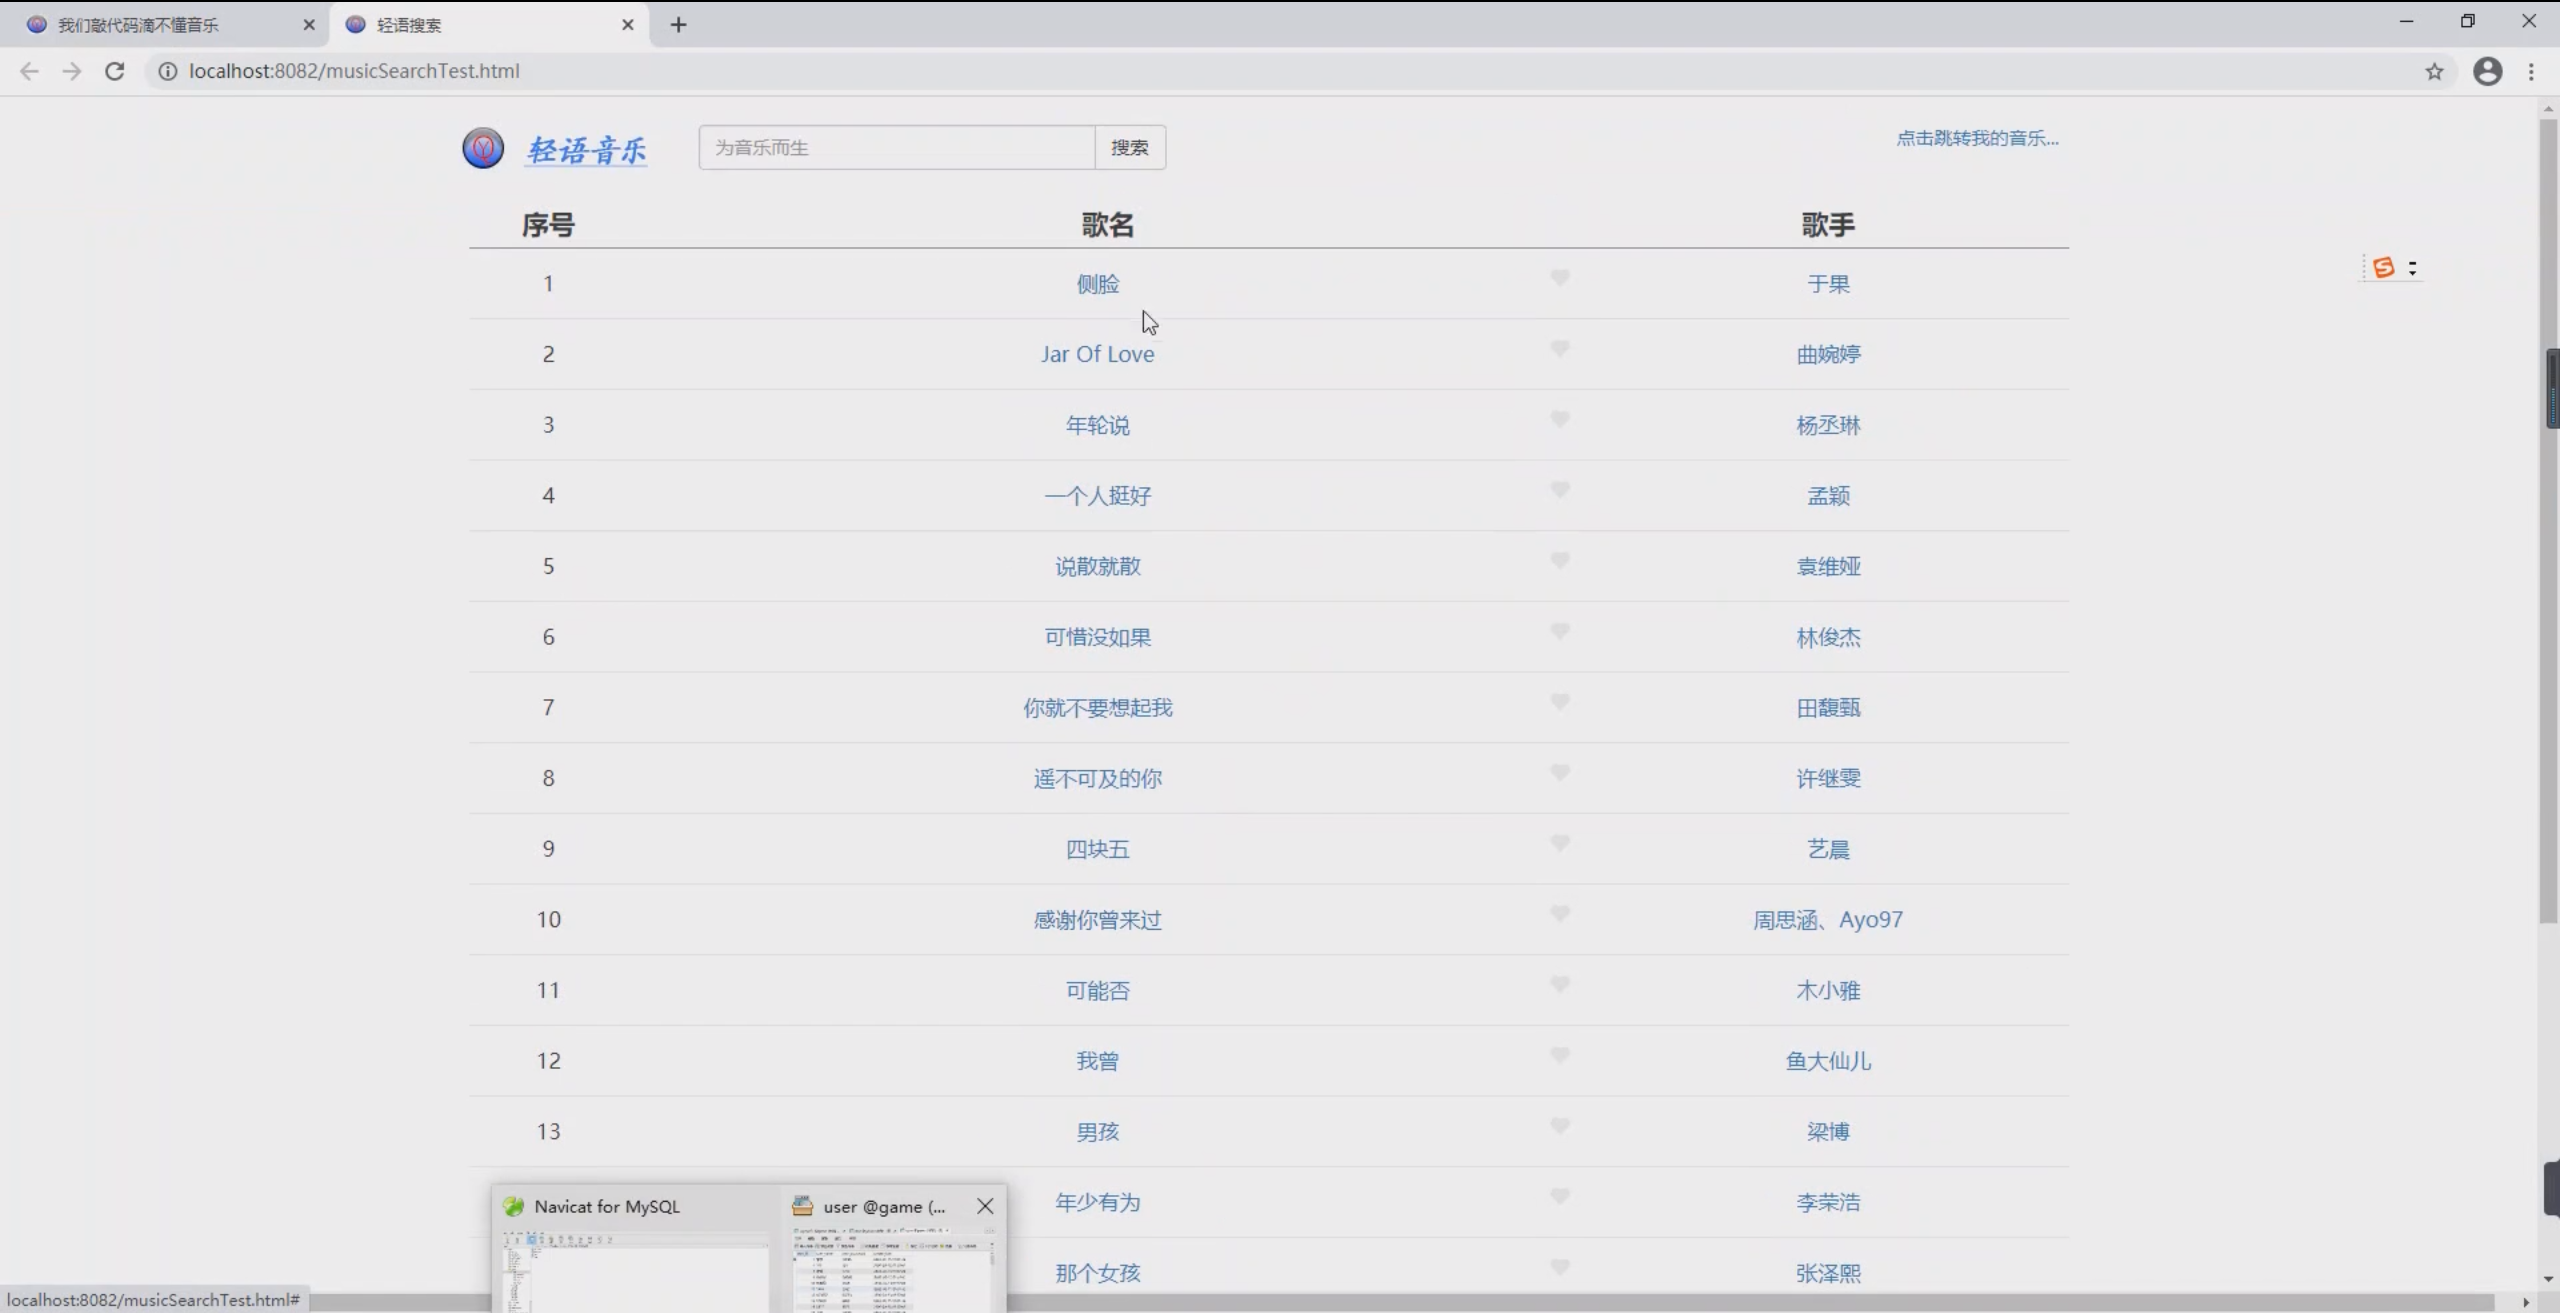 我们敲代码滴不懂音乐
轻语搜索
localhost:8082/musicSearchTest.html
轻语音乐
为音乐而生
搜索
点击跳转我的音乐...
序号 歌名 歌手
1 侧脸 于果
2 Jar Of Love 曲婉婷
3 年轮说 杨丞琳
4 一个人挺好 孟颖
5 说散就散 袁维娅
6 可惜没如果 林俊杰
7 你就不要想起我 田馥甄
8 遥不可及的你 许继雯
9 四块五 艺晨
10 感谢你曾来过 周思涵、Ayo97
11 可能否 木小雅
12 我曾 鱼大仙儿
13 男孩 梁博
年少有为 李荣浩
那个女孩 张泽熙
Navicat for MySQL
user @game (...
localhost:8082/musicSearchTest.html#